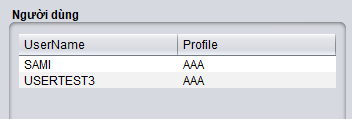 Người dùng
UserName Profile
SAMI AAA
USERTEST3 AAA